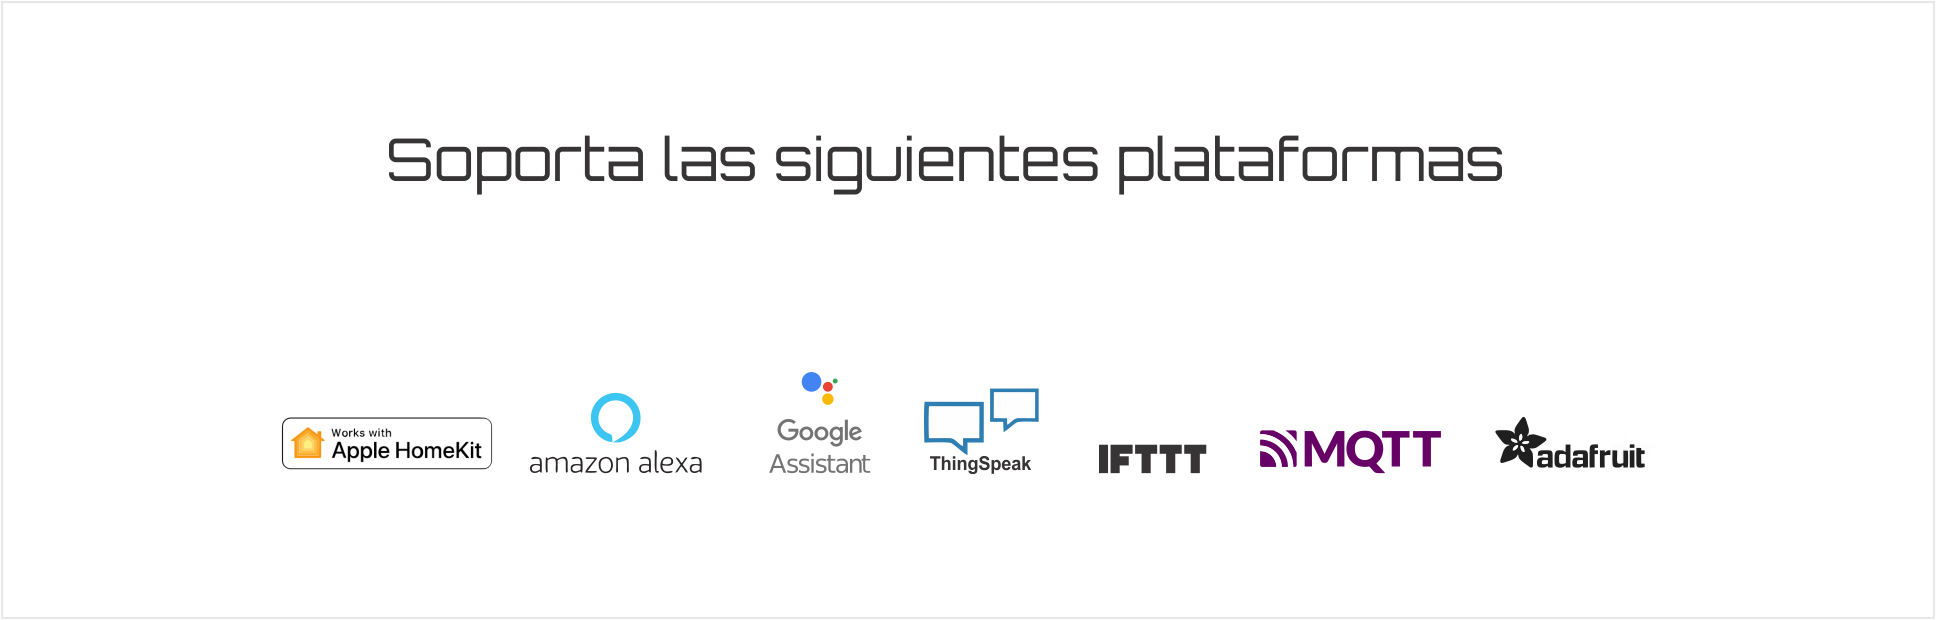 Soporta las siguientes plataformas
Works with
Apple HomeKit
amazon alexa
Google
Assistant
ThingSpeak
IFTTT
MQTT
adafruit